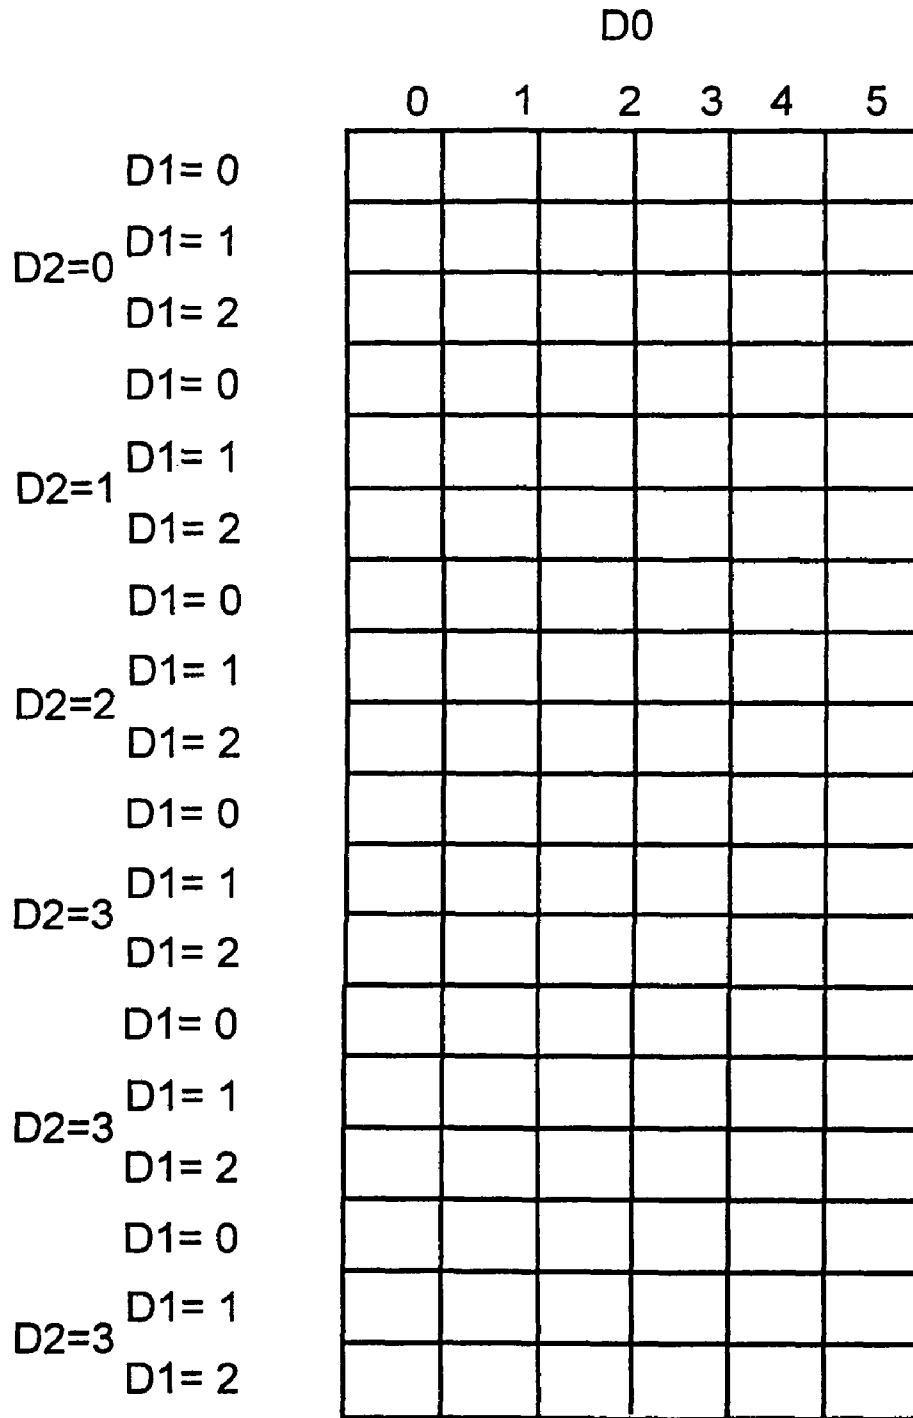 D0
0 1 2 3 4 5
D1= 0
D1= 1
D2=0
D1= 2
D1= 0
D1= 1
D2=1
D1= 2
D1= 0
D1= 1
D2=2
D1= 2
D1= 0
D1= 1
D2=3
D1= 2
D1= 0
D1= 1
D2=3
D1= 2
D1= 0
D1= 1
D2=3
D1= 2